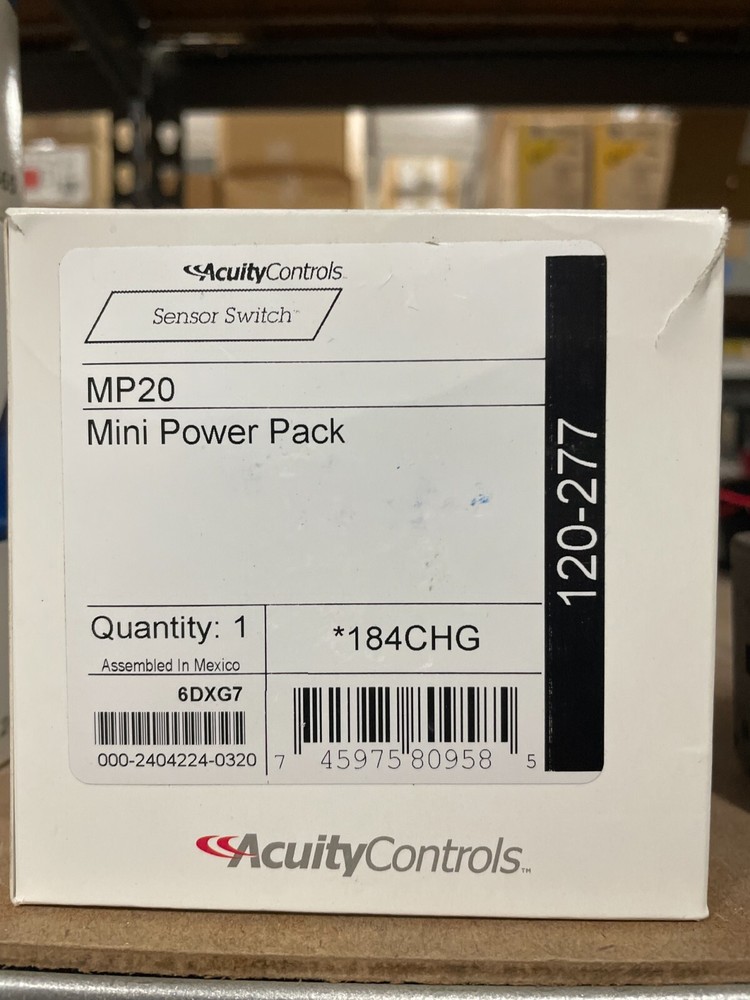 AcuityControls
Sensor Switch™
MP20
Mini Power Pack
120-277
Quantity: 1
Assembled In Mexico
*184CHG
6DXG7
000-2404224-0320
7 45975 80958 5
AcuityControls™